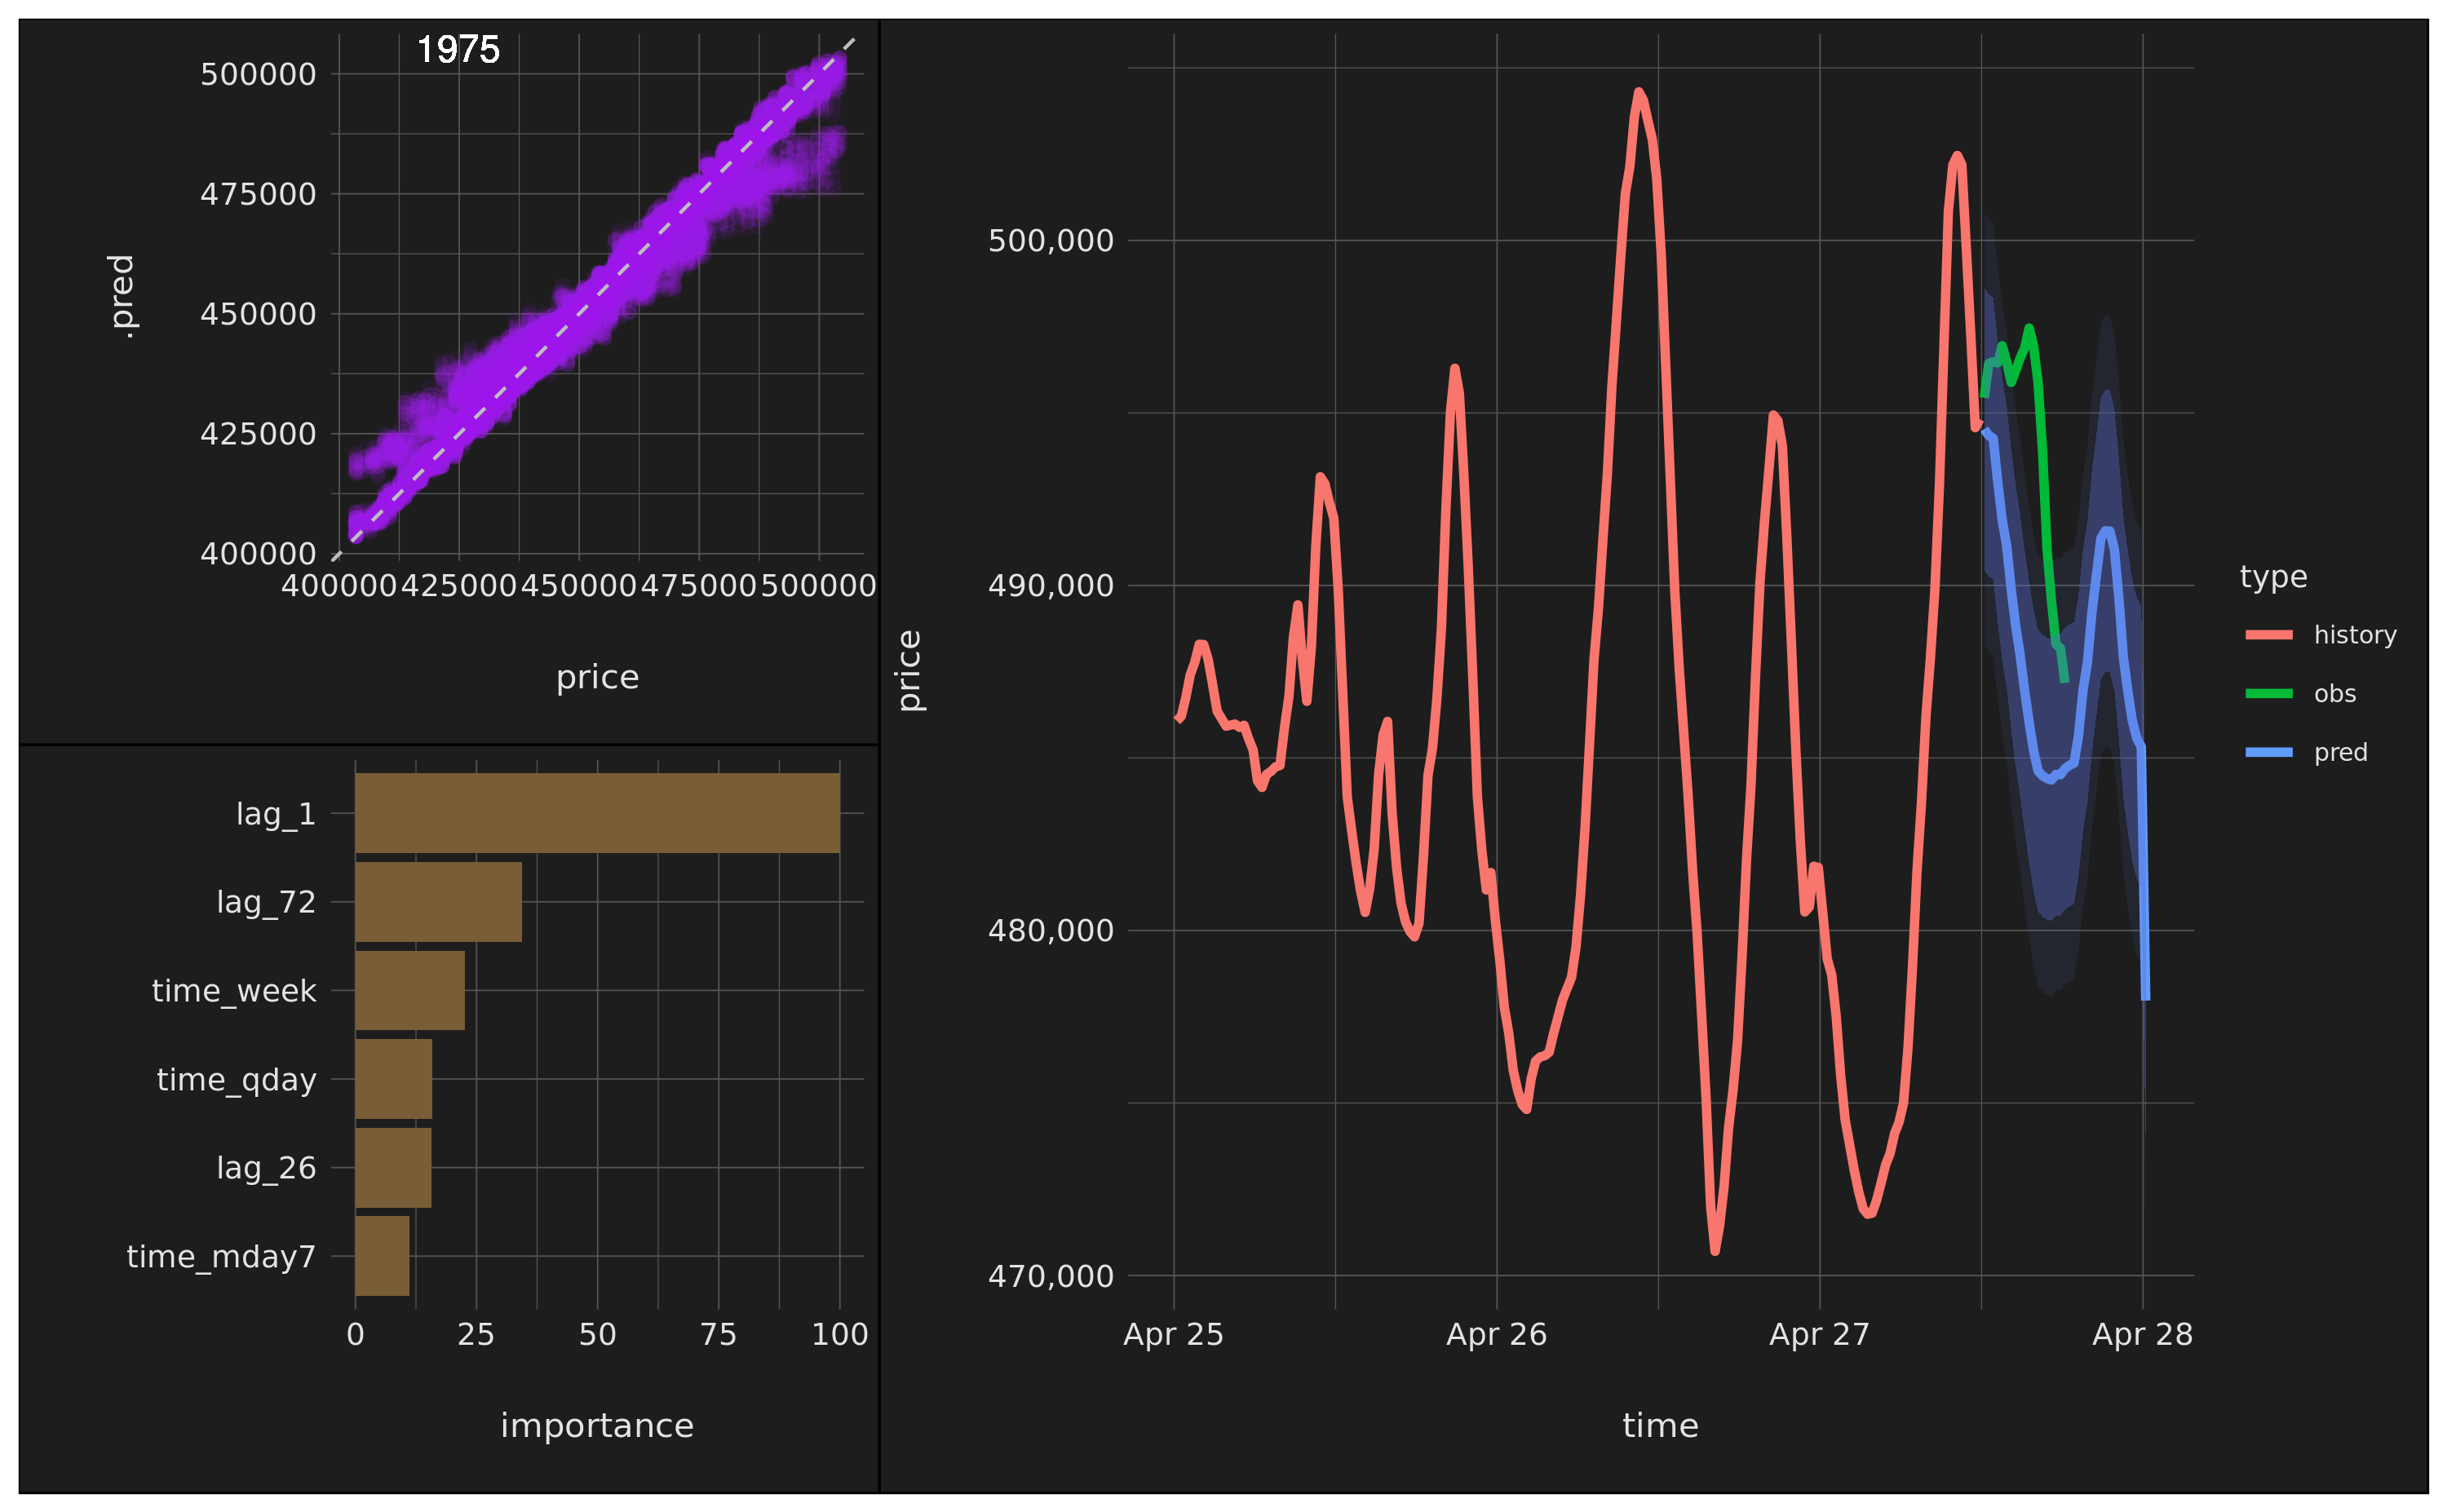 1975
500000
475000
450000
425000
400000
.pred
400000 425000 450000 475000 500000
price
lag_1
lag_72
time_week
time_qday
lag_26
time_mday7
0 25 50 75 100
importance
500,000
490,000
480,000
470,000
price
Apr 25 Apr 26 Apr 27 Apr 28
time
type
history
obs
pred